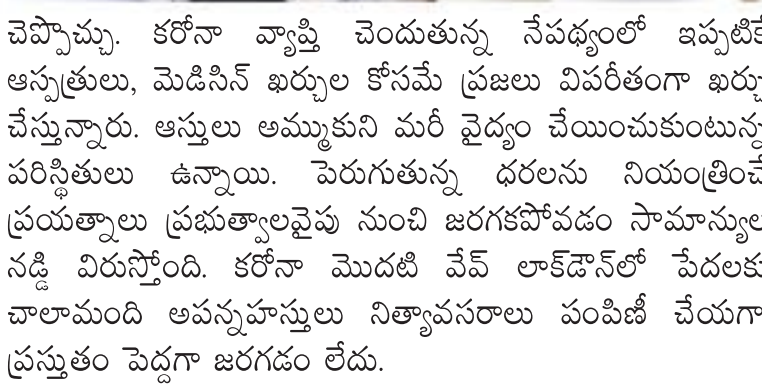 చెప్పొచ్చు. కరోనా వ్యాప్తి చెందుతున్న నేపథ్యంలో ఇప్పటికే
ఆస్పత్రులు, మెడిసిన్ ఖర్చుల కోసమే ప్రజలు విపరీతంగా ఖర్చు
చేస్తున్నారు. ఆస్తులు అమ్ముకుని మరీ వైద్యం చేయించుకుంటున్న
పరిస్థితులు ఉన్నాయి. పెరుగుతున్న ధరలను నియంత్రించే
ప్రయత్నాలు ప్రభుత్వాలవైపు నుంచి జరగకపోవడం సామాన్యుల
నడ్డి విరుస్తోంది. కరోనా మొదటి వేవ్ లాక్‌డౌన్‌లో పేదలకు
చాలామంది అపన్నహస్తులు నిత్యావసరాలు పంపిణీ చేయగా
ప్రస్తుతం పెద్దగా జరగడం లేదు.